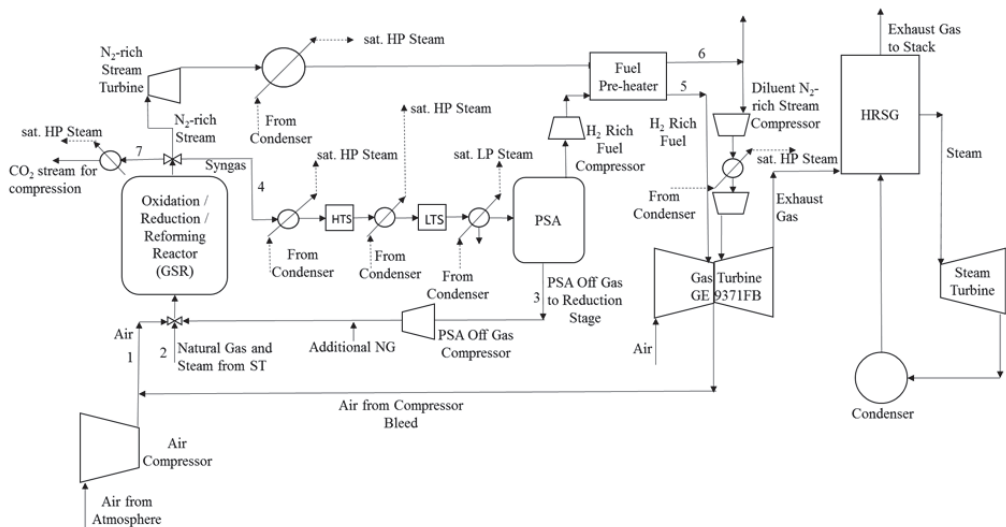 N2-rich
Stream
Turbine
sat. HP Steam
From
Condenser
N2-rich
Stream
sat. HP Steam
7
CO2 stream for
compression
Syngas
4
Oxidation /
Reduction /
Reforming
Reactor
(GSR)
sat. HP Steam
From
Condenser
HTS
sat. HP Steam
From
Condenser
LTS
sat. LP Steam
From
Condenser
PSA
H2 Rich
Fuel
Compressor
Fuel
Pre-heater
6
5
H2 Rich
Fuel
Diluent N2-
rich Stream
Compressor
sat. HP Steam
From
Condenser
Exhaust
Gas
Exhaust Gas
to Stack
HRSG
Steam
Steam
Turbine
Condenser
Gas Turbine
GE 9371FB
Air
3
PSA Off Gas
to Reduction
Stage
PSA Off Gas
Compressor
Additional NG
Air
1
2
Natural Gas and
Steam from ST
Air from Compressor
Bleed
Air
Compressor
Air from
Atmosphere